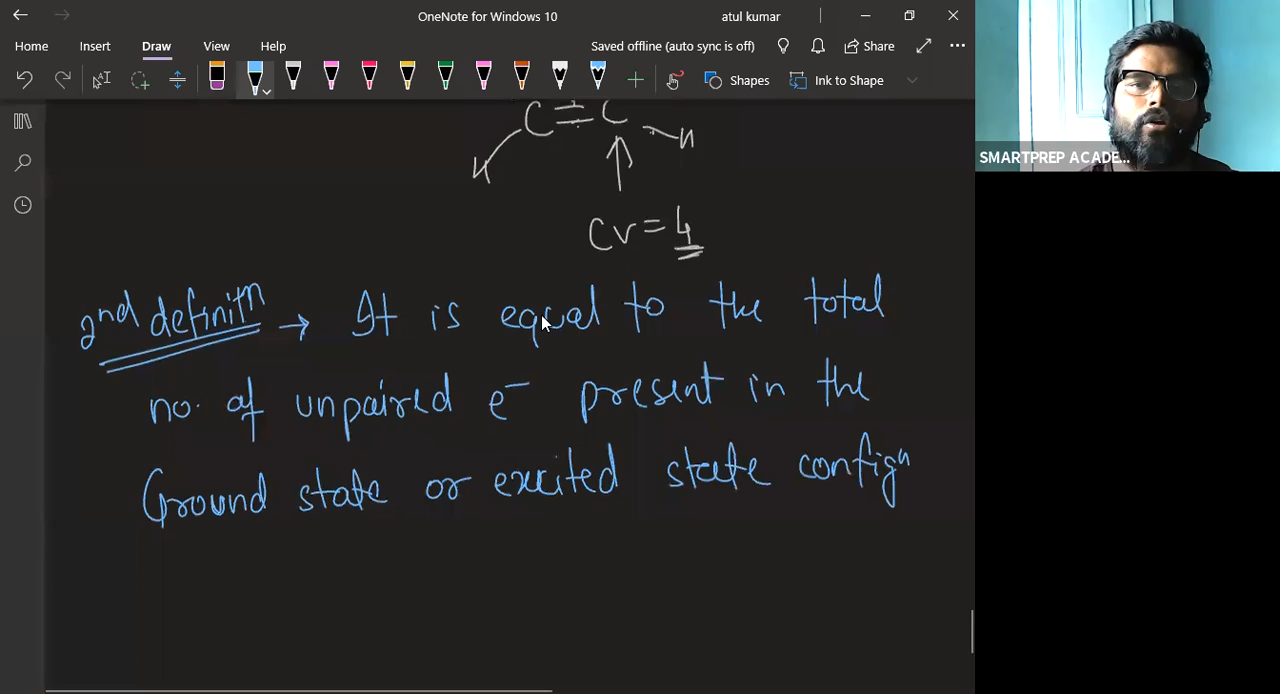 OneNote for Windows 10
atul kumar
Home Insert Draw View Help
Saved offline (auto sync is off)
Share
Shapes
Ink to Shape
SMARTPREP ACADE...
C = C
H H
CV = 4
2nd definitn → It is equal to the total
no. of unpaired e⁻ present in the
Ground state or excited state configⁿ